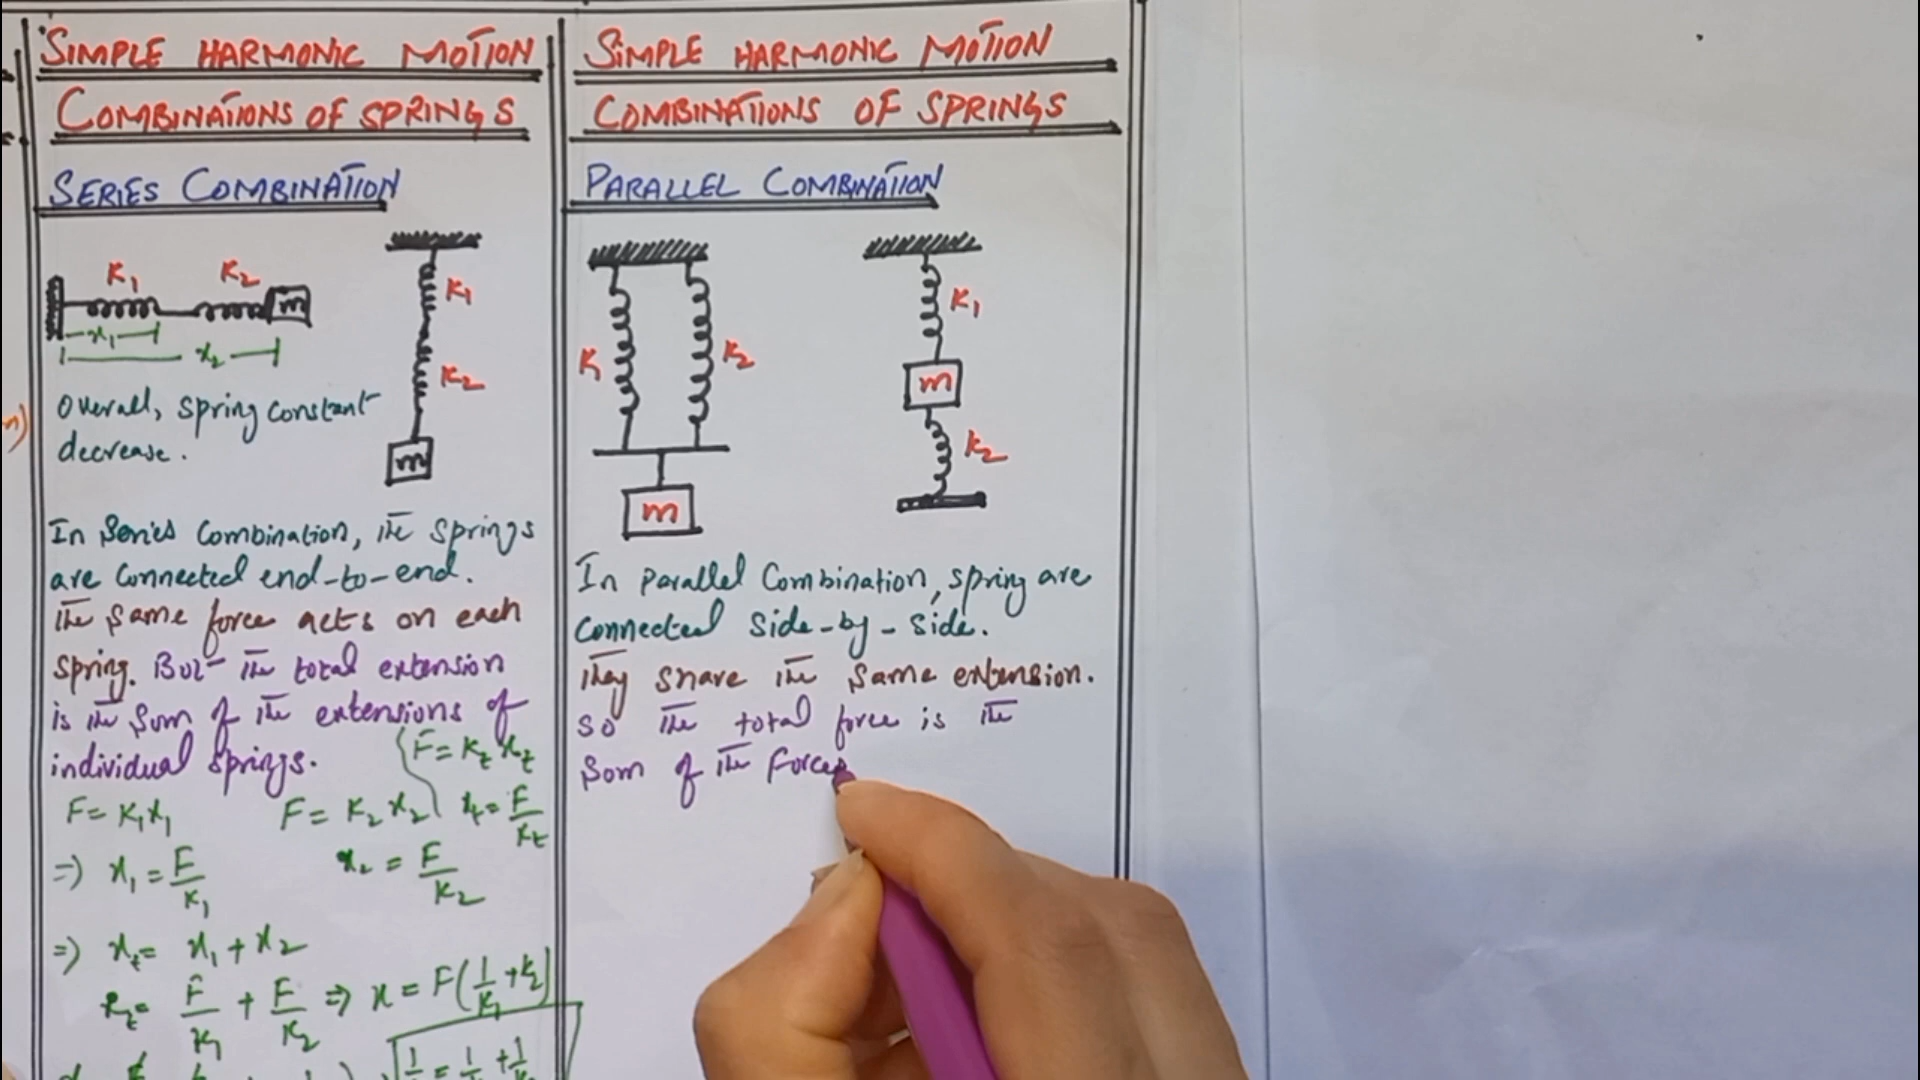 SIMPLE HARMONIC MOTION
COMBINATIONS OF SPRINGS
SERIES COMBINATION
K1
K2
m
x1
x2
K1
K2
m
Overall, spring constant
decrease.
In Series Combination, the springs
are connected end-to-end.
The same force acts on each
spring. But the total extension
is the sum of the extensions of
individual springs.
F = Kt xt
F = K1x1
F = K2 x2
xt = F/Kt
=) x1 = F/K1
x2 = F/K2
=) xt = x1 + x2
= F/K1 + F/K2 => x = F(1/K1 +
SIMPLE HARMONIC MOTION
COMBINATIONS OF SPRINGS
PARALLEL COMBINATION
K1
K2
m
K1
m
K2
In parallel Combination, spring are
connected side-by-side.
They share the same extension.
so the total force is the
sum of the forces